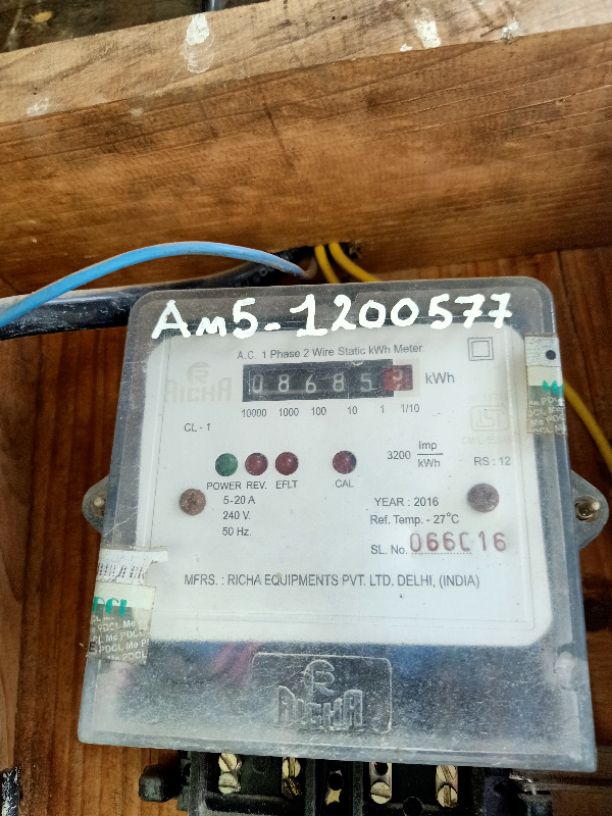 Am5-1200577
A.C. 1 Phase 2 Wire Static kWh Meter
RICHA
08685 kWh
10000 1000 100 10 1 1/10
CL - 1
3200 Imp/kWh
RS : 12
POWER REV. EFLT CAL
5-20 A
240 V.
50 Hz.
YEAR : 2016
Ref. Temp. - 27°C
SL. No.
MFRS. : RICHA EQUIPMENTS PVT. LTD. DELHI, (INDIA)
RICHA